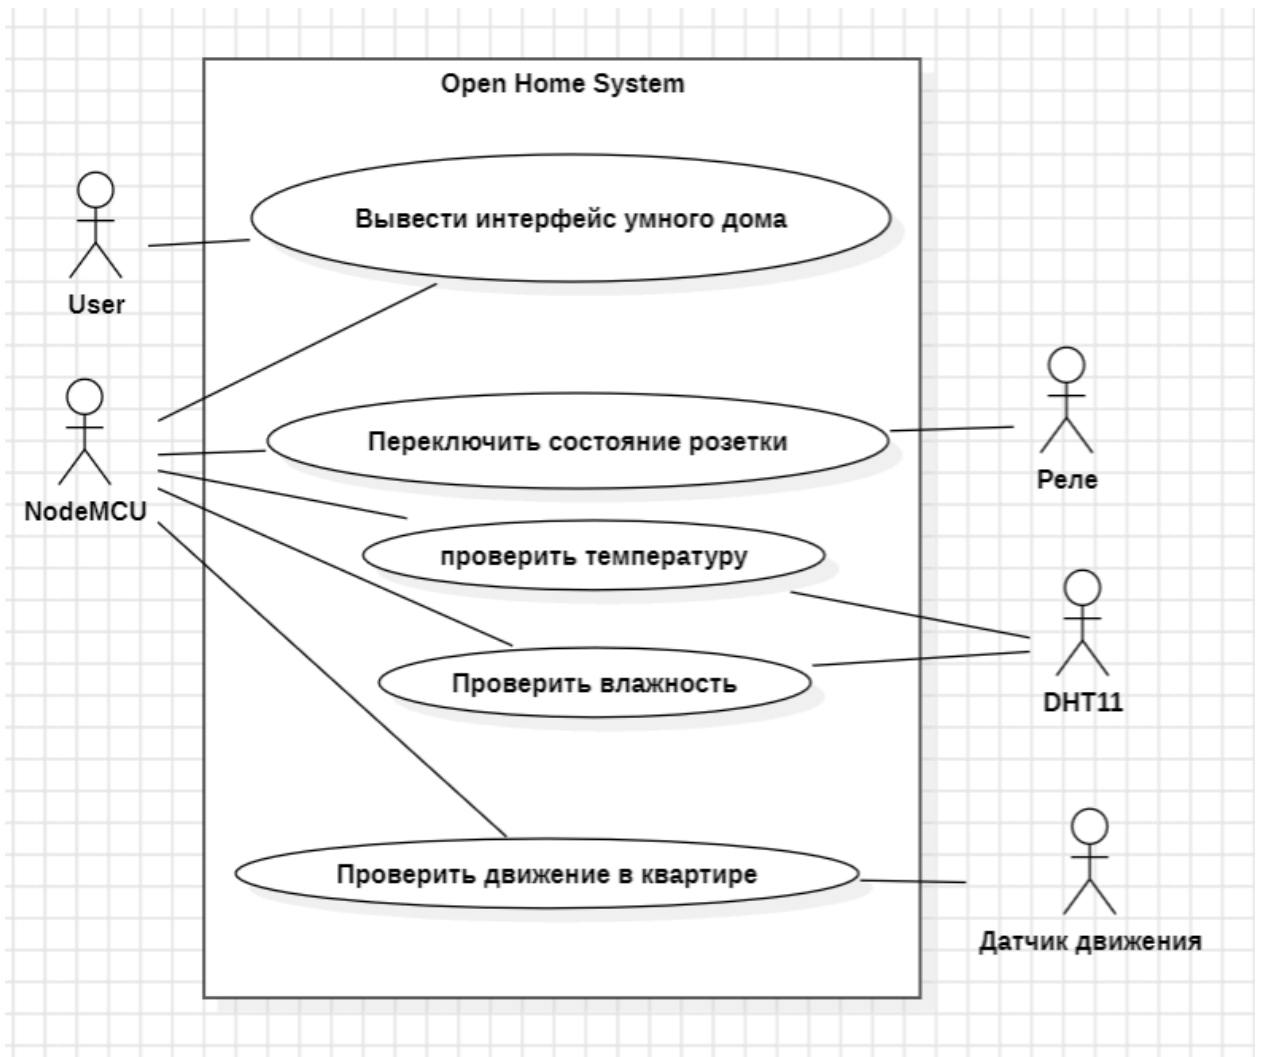 Open Home System
Вывести интерфейс умного дома
User
Переключить состояние розетки
Реле
NodeMCU
проверить температуру
Проверить влажность
DHT11
Проверить движение в квартире
Датчик движения